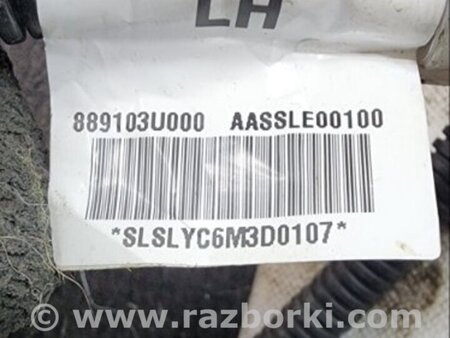 LH
889103U000 AASSLE00100
*SLSLYC6M3D0107*
© www.razborki.com/